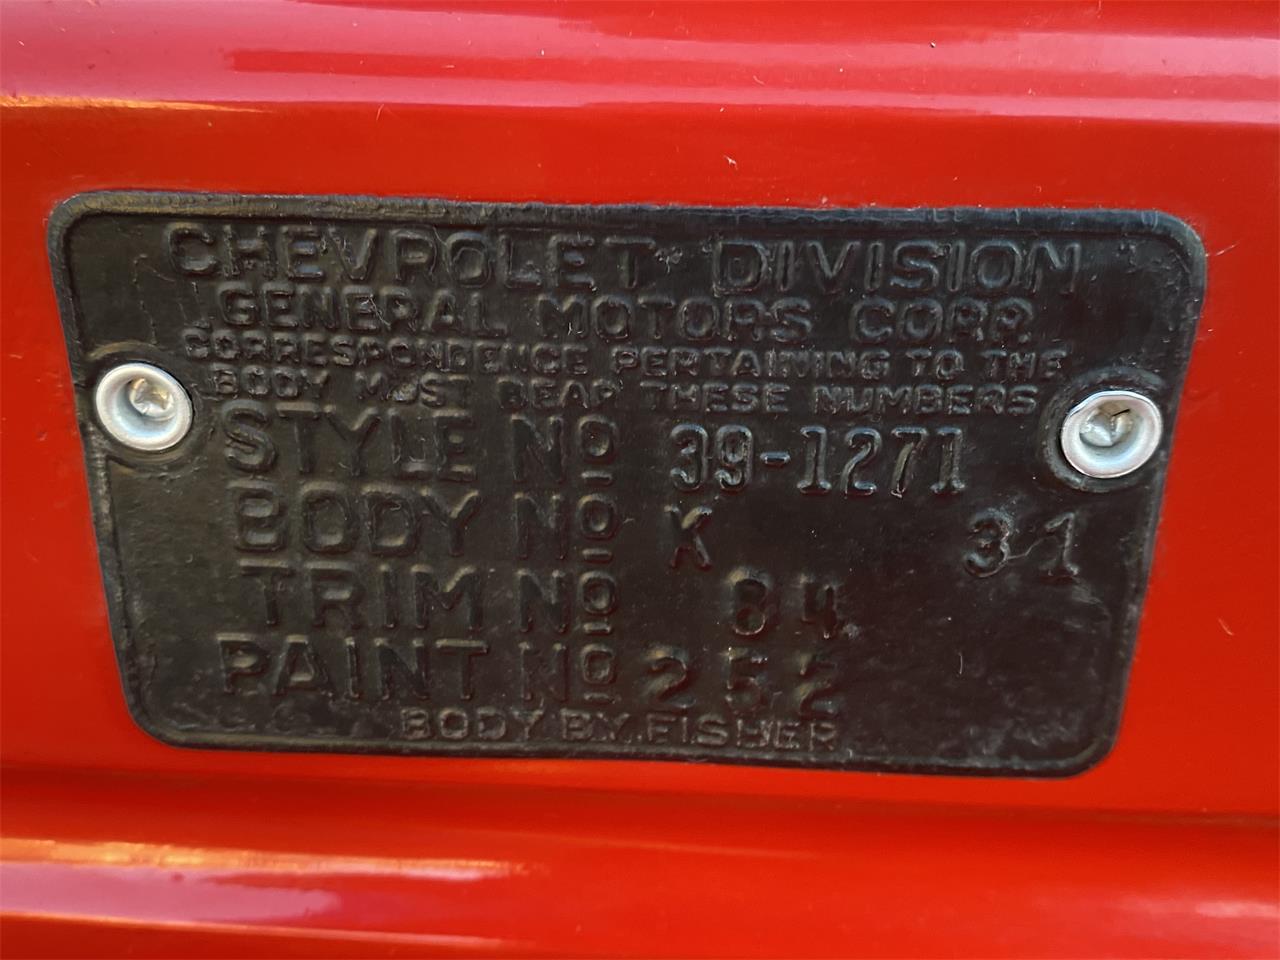 CHEVROLET DIVISION
GENERAL MOTORS CORP.
CORRESPONDENCE PERTAINING TO THE
BODY MUST BEAR THESE NUMBERS
STYLE NO 39-1271
BODY NO K 31
TRIM NO 84
PAINT NO 252
BODY BY FISHER